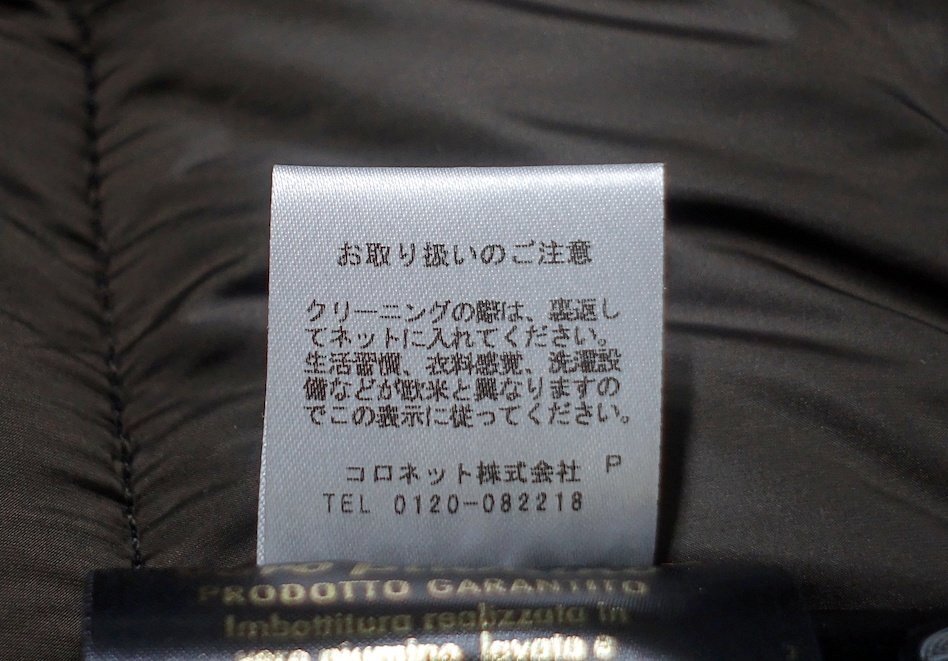 お取り扱いのご注意
クリーニングの際は、裏返し
てネットに入れてください。
生活習慣、衣料感覚、洗濯設
備などが欧米と異なりますの
でこの表示に従ってください。
コロネット株式会社 P
TEL 0120-082218
PRODOTTO GARANTITO
Imbottitura realizzata in
piumino, lavata e